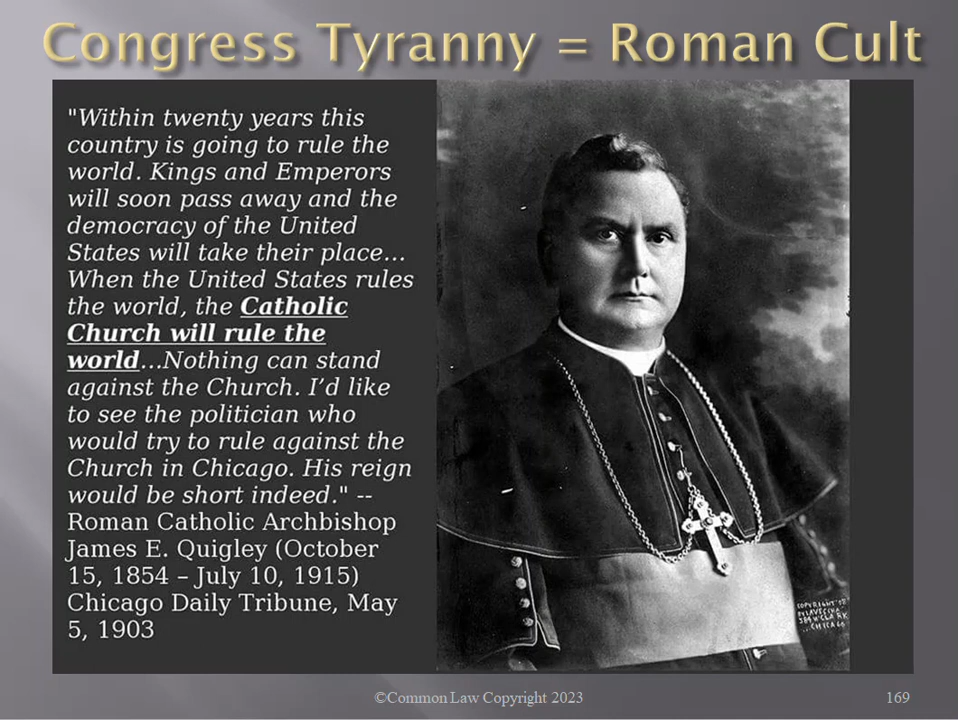 Congress Tyranny = Roman Cult
"Within twenty years this
country is going to rule the
world. Kings and Emperors
will soon pass away and the
democracy of the United
States will take their place...
When the United States rules
the world, the Catholic
Church will rule the
world...Nothing can stand
against the Church. I’d like
to see the politician who
would try to rule against the
Church in Chicago. His reign
would be short indeed." --
Roman Catholic Archbishop
James E. Quigley (October
15, 1854 – July 10, 1915)
Chicago Daily Tribune, May
5, 1903
COPYRIGHT
CHICAGO
©Common Law Copyright 2023
169